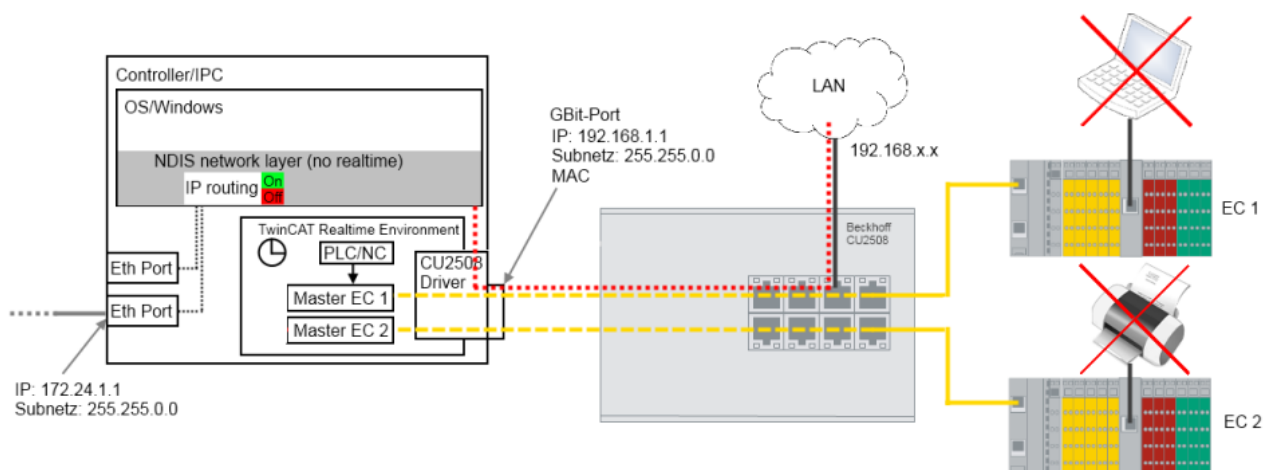 Controller/IPC
OS/Windows
NDIS network layer (no realtime)
IP routing
On
Off
TwinCAT Realtime Environment
PLC/NC
CU2508
Driver
Eth Port
Eth Port
Master EC 1
Master EC 2
IP: 172.24.1.1
Subnetz: 255.255.0.0
GBit-Port
IP: 192.168.1.1
Subnetz: 255.255.0.0
MAC
LAN
192.168.x.x
Beckhoff
CU2508
EC 1
EC 2